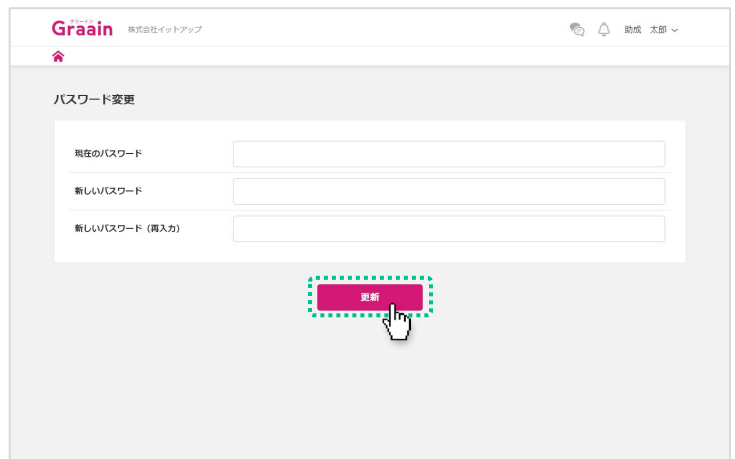 グラーイン
Graain 株式会社イットアップ 助成 太郎
パスワード変更
現在のパスワード
新しいパスワード
新しいパスワード（再入力）
更新